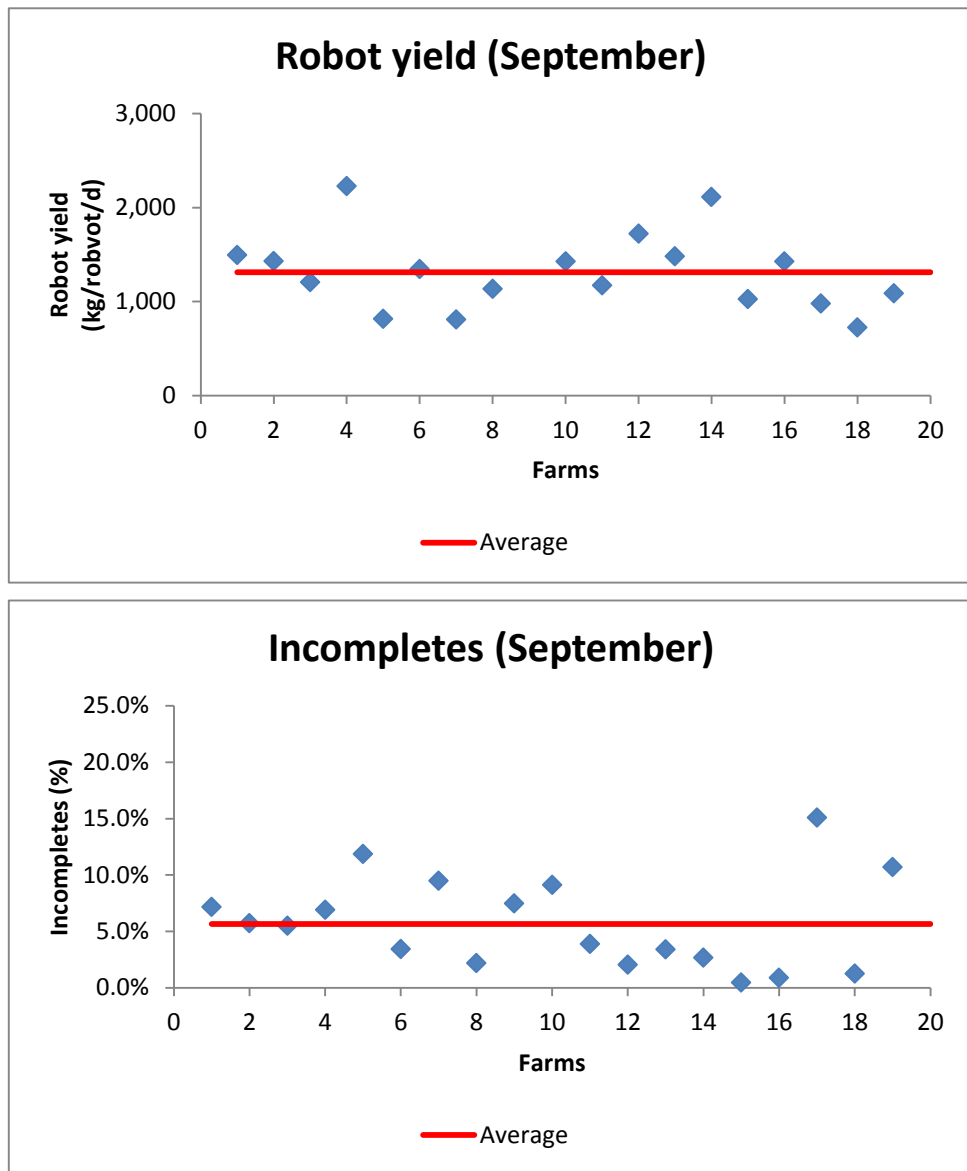 Robot yield (September)
3,000
2,000
1,000
0
Robot yield
(kg/robvot/d)
0 2 4 6 8 10 12 14 16 18 20
Farms
Average
Incompletes (September)
25.0%
20.0%
15.0%
10.0%
5.0%
0.0%
Incompletes (%)
0 2 4 6 8 10 12 14 16 18 20
Farms
Average